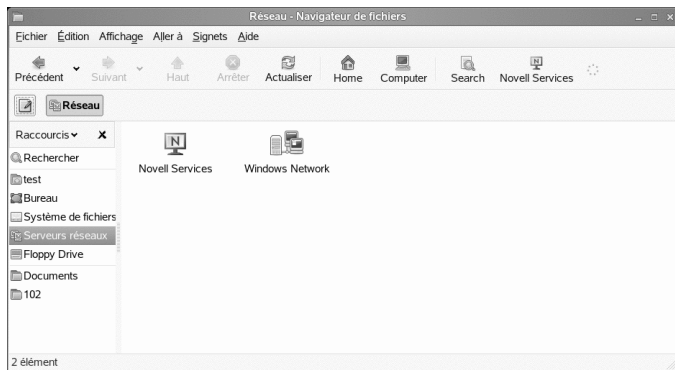 Réseau - Navigateur de fichiers
Fichier Édition Affichage Aller à Signets Aide
Précédent Suivant Haut Arrêter Actualiser Home Computer Search Novell Services
Réseau
Raccourcis
Rechercher
test
Bureau
Système de fichiers
Serveurs réseaux
Floppy Drive
Documents
102
N Novell Services
Windows Network
2 élément